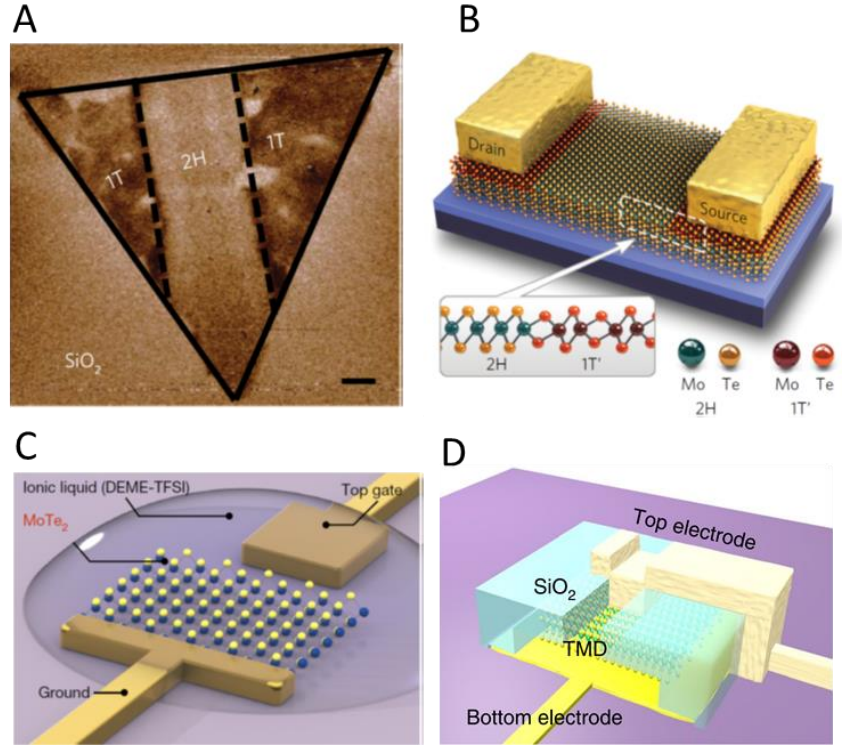 A
1T
2H
1T
SiO₂
B
Drain
Source
2H 1T'
Mo Te Mo Te
2H 1T'
C
Ionic liquid (DEME-TFSI)
Top gate
MoTe₂
Ground
D
Top electrode
SiO₂
TMD
Bottom electrode